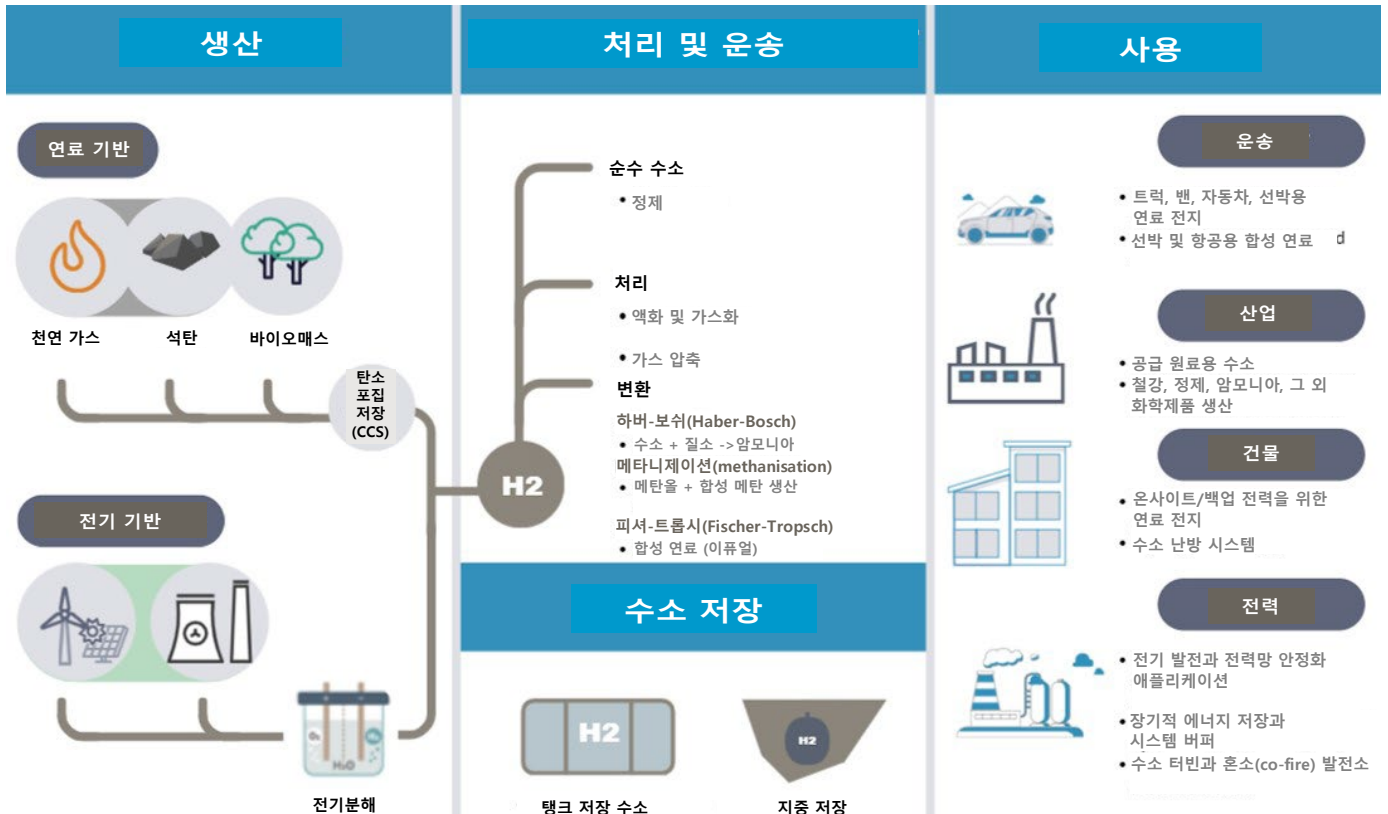 생산
연료 기반
천연 가스
석탄
바이오매스
탄소
포집
저장
(CCS)
전기 기반
H₂O
전기분해
처리 및 운송
H2
순수 수소
• 정제
처리
• 액화 및 가스화
• 가스 압축
변환
하버-보쉬(Haber-Bosch)
• 수소 + 질소 ->암모니아
메타니제이션(methanisation)
• 메탄올 + 합성 메탄 생산
피셔-트롭시(Fischer-Tropsch)
• 합성 연료 (이퓨얼)
수소 저장
H2
탱크 저장 수소
H2
지중 저장
사용
운송
• 트럭, 밴, 자동차, 선박용
연료 전지
• 선박 및 항공용 합성 연료 d
산업
• 공급 원료용 수소
• 철강, 정제, 암모니아, 그 외
화학제품 생산
건물
• 온사이트/백업 전력을 위한
연료 전지
• 수소 난방 시스템
전력
• 전기 발전과 전력망 안정화
애플리케이션
• 장기적 에너지 저장과
시스템 버퍼
• 수소 터빈과 혼소(co-fire) 발전소